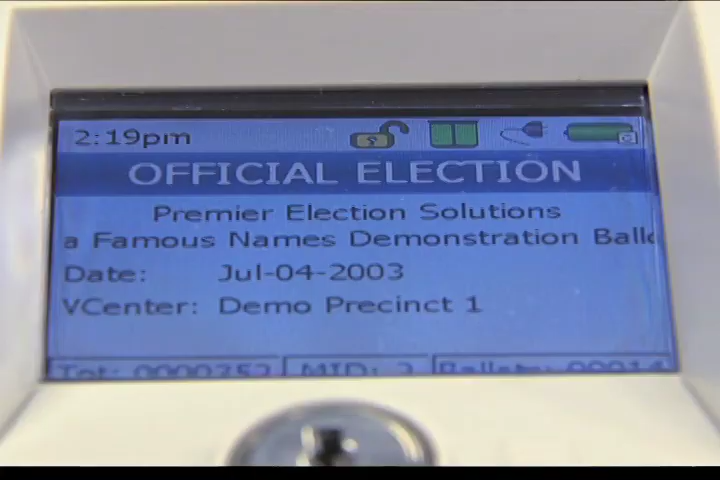 2:19pm
OFFICIAL ELECTION
Premier Election Solutions
a Famous Names Demonstration
Date: Jul-04-2003
VCenter: Demo Precinct 1